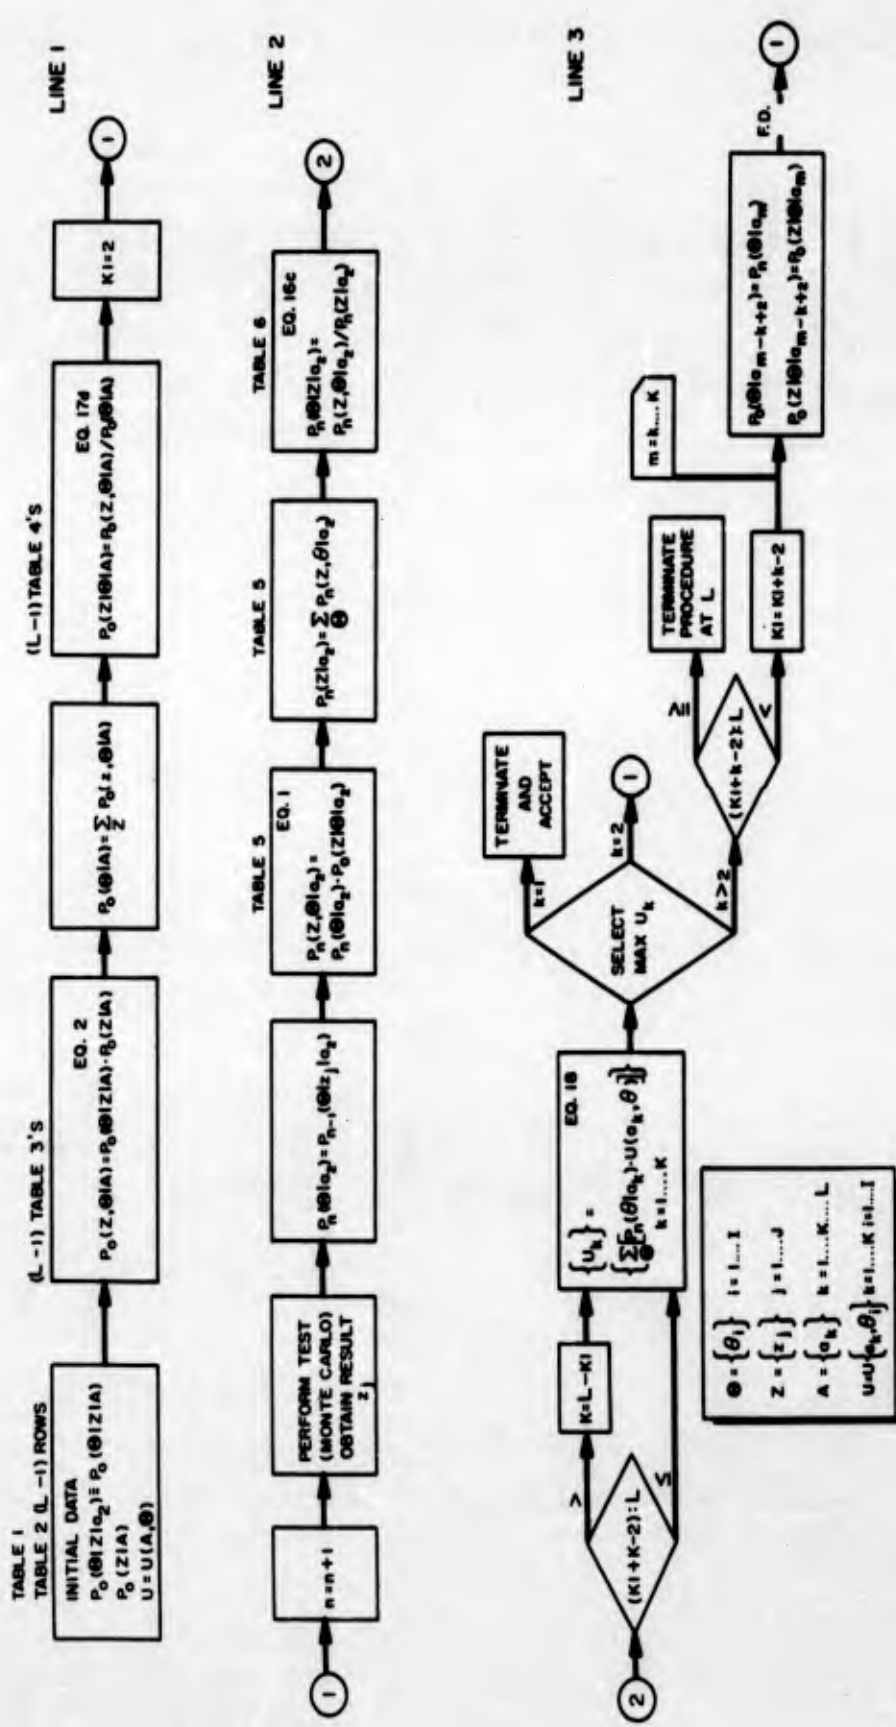 LINE 1
TABLE 1
TABLE 2 (L-1) ROWS
INITIAL DATA
P₀(Θ|Z|a₂) ≡ P₀(Θ|Z|A)
P₀(Z|A)
U=U(A,Θ)
(L-1) TABLE 3'S
EQ. 2
P₀(Z,Θ|A)=P₀(Θ|Z|A)·P₀(Z|A)
P₀(Θ|A)=∑ P₀(z,Θ|A)
Z
(L-1) TABLE 4'S
EQ. 17d
P₀(Z|Θ|A)=P₀(Z,Θ|A)/P₀(Θ|A)
K1=2
1
LINE 2
1
n=n+1
PERFORM TEST
(MONTE CARLO)
OBTAIN RESULT
zⱼ
Pₙ(Θ|a₂)=Pₙ₋₁(Θ|zⱼ|a₂)
TABLE 5
EQ. 1
Pₙ(Z,Θ|a₂)=
Pₙ(Θ|a₂)·P₀(Z|Θ|a₂)
TABLE 5
Pₙ(Z|a₂)=∑ Pₙ(Z,θ|a₂)
Θ
TABLE 6
EQ. 16c
Pₙ(Θ|Z|a₂)=
Pₙ(Z,Θ|a₂)/Pₙ(Z|a₂)
2
LINE 3
2
(K1+K-2):L
>
≤
K=L-K1
EQ. 18
{Uₖ} =
{∑Pₙ(θ|aₖ)·U(aₖ,θ)}
Θ
k=1....K
SELECT
MAX Uₖ
k=1
TERMINATE
AND
ACCEPT
k=2
1
k>2
(K1+k-2):L
≥
TERMINATE
PROCEDURE
AT L
<
K1=K1+k-2
m=k....K
P₀(Θ|aₘ₋ₖ₊₂)=Pₙ(Θ|aₘ)
P₀(Z|Θ|aₘ₋ₖ₊₂)=P₀(Z|Θ|aₘ)
F.D.
1
Θ={θᵢ} i=1....I
Z={zⱼ} j=1....J
A={aₖ} k=1....K....L
U=U{aₖ,θᵢ} k=1....K i=1...I